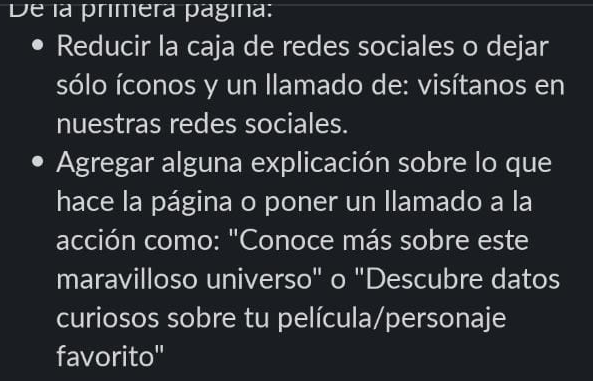 De la primera página:
• Reducir la caja de redes sociales o dejar
sólo íconos y un llamado de: visítanos en
nuestras redes sociales.
• Agregar alguna explicación sobre lo que
hace la página o poner un llamado a la
acción como: "Conoce más sobre este
maravilloso universo" o "Descubre datos
curiosos sobre tu película/personaje
favorito"